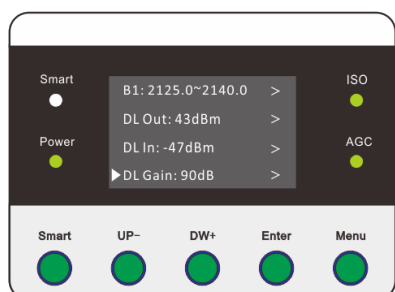 Smart
ISO
B1: 2125.0~2140.0 >
DL Out: 43dBm >
Power
AGC
DL In: -47dBm >
DL Gain: 90dB >
Smart UP- DW+ Enter Menu